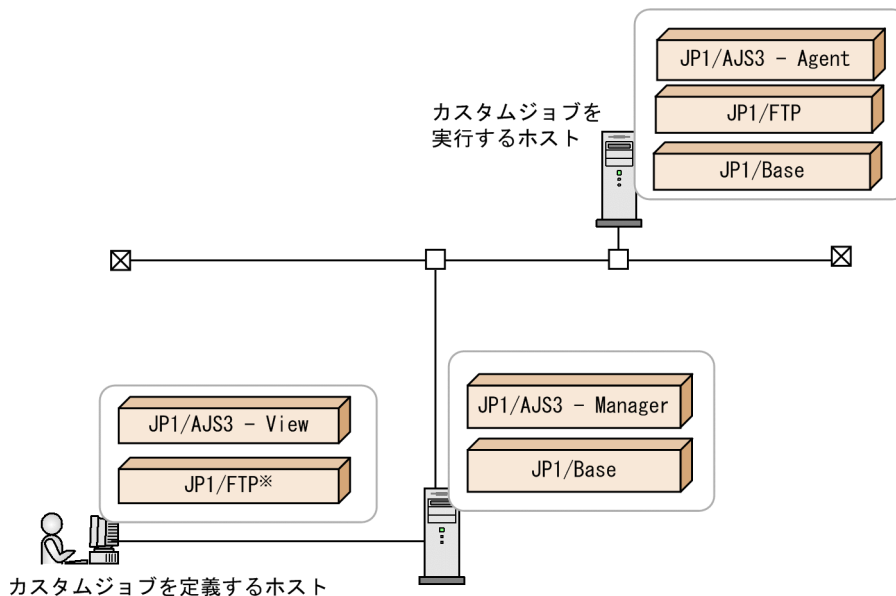 JP1/AJS3 - Agent
カスタムジョブを
実行するホスト
JP1/FTP
JP1/Base
JP1/AJS3 - View
JP1/FTP※
JP1/AJS3 - Manager
JP1/Base
カスタムジョブを定義するホスト